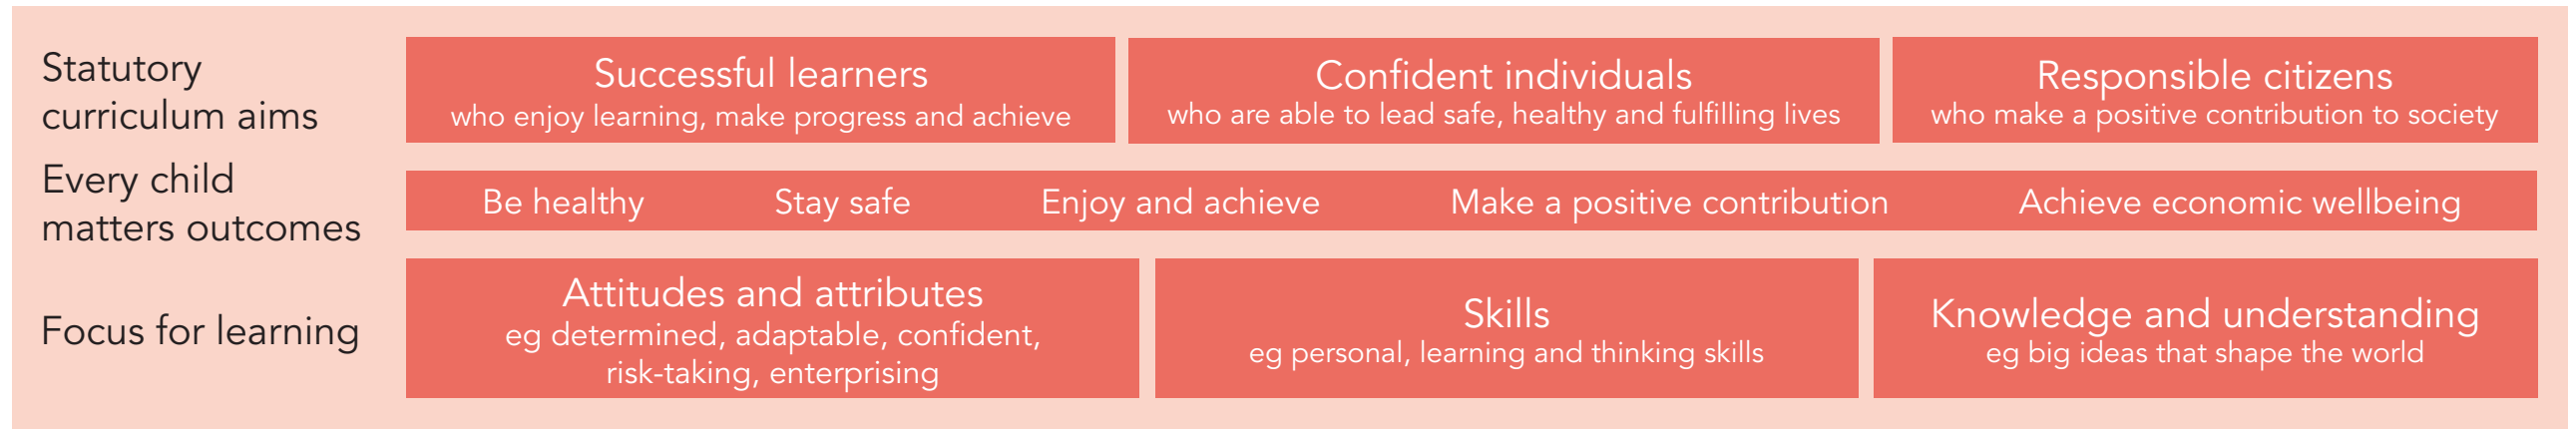 Statutory
curriculum aims
Successful learners
who enjoy learning, make progress and achieve
Confident individuals
who are able to lead safe, healthy and fulfilling lives
Responsible citizens
who make a positive contribution to society
Every child
matters outcomes
Be healthy
Stay safe
Enjoy and achieve
Make a positive contribution
Achieve economic wellbeing
Focus for learning
Attitudes and attributes
eg determined, adaptable, confident,
risk-taking, enterprising
Skills
eg personal, learning and thinking skills
Knowledge and understanding
eg big ideas that shape the world